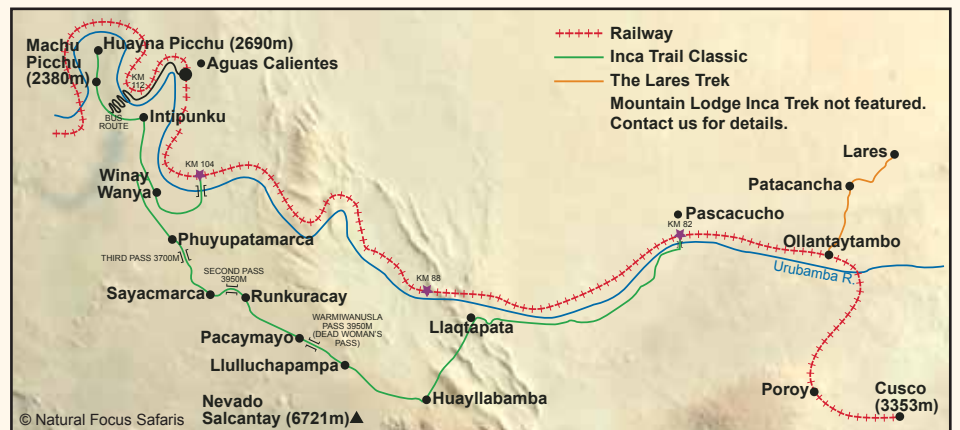 Machu
Picchu
(2380m)
Huayna Picchu (2690m)
Aguas Calientes
KM
112
BUS
ROUTE
Intipunku
Railway
Inca Trail Classic
The Lares Trek
Mountain Lodge Inca Trek not featured.
Contact us for details.
Lares
Patacancha
KM 104
Winay
Wanya
Pascacucho
KM 82
Phuyupatamarca
THIRD PASS 3700M
Ollantaytambo
Urubamba R.
SECOND PASS
3950M
KM 88
Sayacmarca
Runkuracay
WARMIWANUSLA
PASS 3950M
(DEAD WOMAN'S
PASS)
Llaqtapata
Pacaymayo
Llulluchapampa
Huayllabamba
Poroy
Cusco
(3353m)
Nevado
Salcantay (6721m)
© Natural Focus Safaris